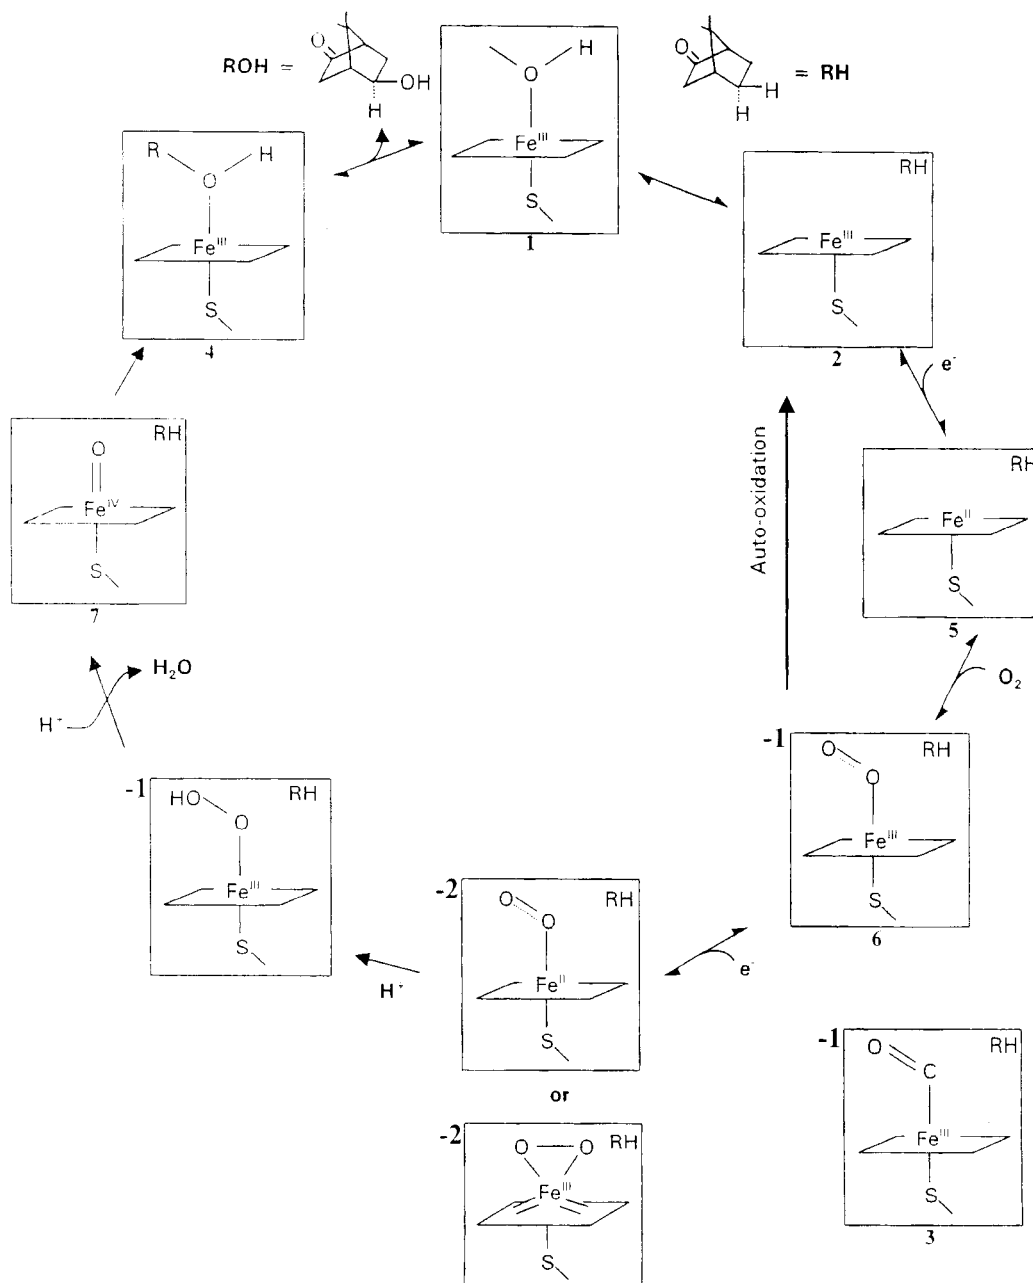 ROH =
O
OH
H
O
H
Fe^III
S
1
O
H
H
= RH
R
H
O
Fe^III
S
4
RH
Fe^III
S
2
e^-
RH
O
Fe^IV
S
7
Auto-oxidation
RH
Fe^II
S
5
H₂O
H^+
O₂
-1
HO
RH
O
Fe^III
S
-1
O
RH
O
Fe^III
S
6
-2
O
RH
O
Fe^II
S
H^+
e^-
or
-2
O
O
RH
Fe^III
S
-1
O
RH
C
Fe^III
S
3